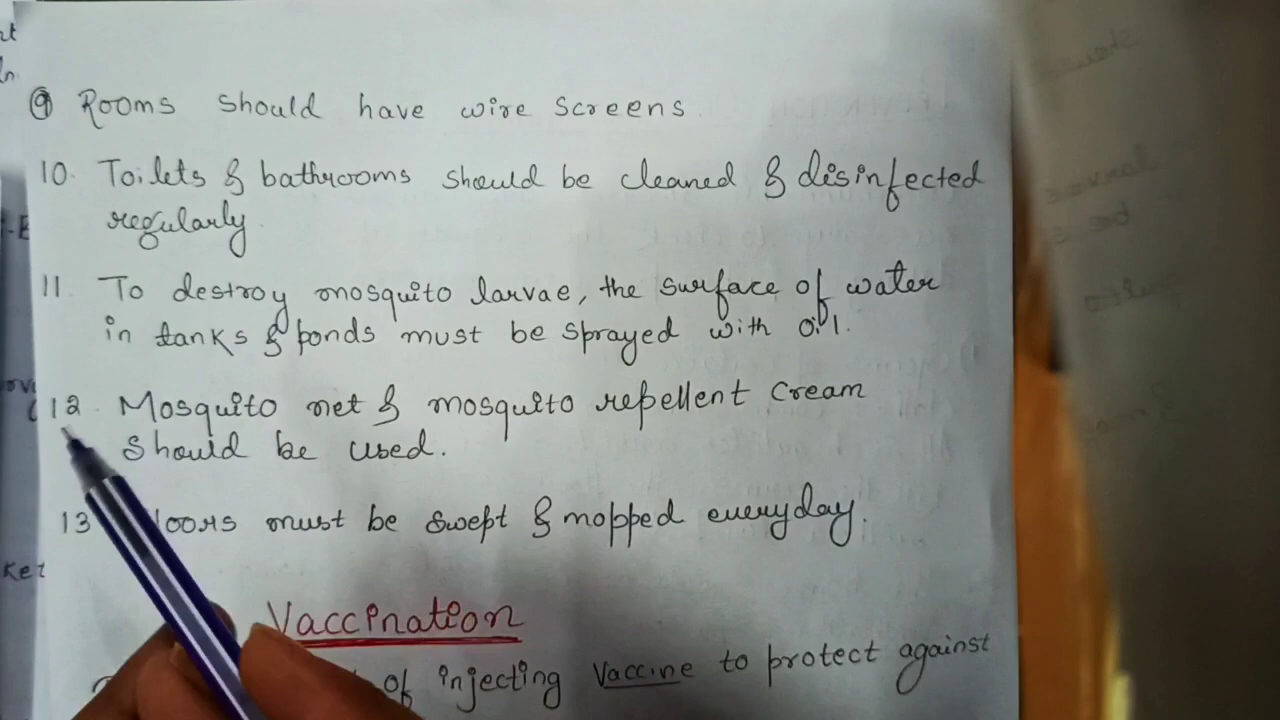 9 Rooms should have wire screens.
10. Toilets & bathrooms should be cleaned & disinfected
regularly.
11. To destroy mosquito larvae, the surface of water
in tanks & ponds must be sprayed with oil.
12. Mosquito net & mosquito repellent cream
should be used.
13 loors must be swept & mopped everyday.
Vaccination
of injecting Vaccine to protect against